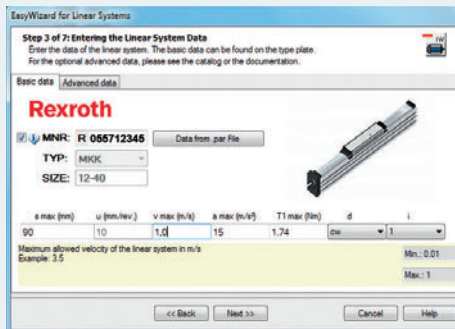 EasyWizard for Linear Systems
Step 3 of 7: Entering the Linear System Data
Enter the data of the linear system. The basic data can be found on the type plate.
For the optional advanced data, please see the catalog or the documentation.
IW
Basic data Advanced data
Rexroth
MNR: R 055712345 Data from .par File
TYP: MKK
SIZE: 12-40
s max (mm) u (mm/rev.) v max (m/s) a max (m/s²) T1 max (Nm) d i
90 10 1,0 15 1.74 cw 1
Maximum allowed velocity of the linear system in m/s
Example: 3.5
Min.: 0.01
Max.: 1
<< Back Next >> Cancel Help